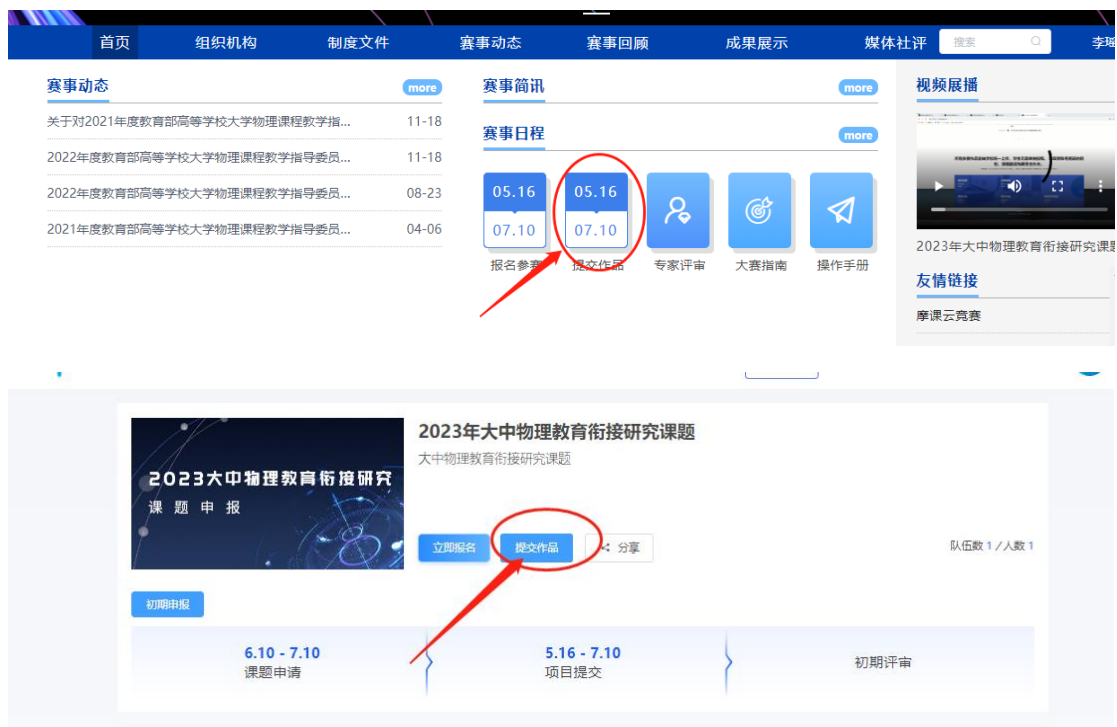 首页 组织机构 制度文件 赛事动态 赛事回顾 成果展示 媒体社评 搜索 李瑶
赛事动态 more
关于对2021年度教育部高等学校大学物理课程教学指... 11-18
2022年度教育部高等学校大学物理课程教学指导委员... 11-18
2022年度教育部高等学校大学物理课程教学指导委员... 08-23
2021年度教育部高等学校大学物理课程教学指导委员... 04-06
赛事简讯 more
赛事日程 more
05.16 05.16
07.10 07.10
报名参赛 提交作品 专家评审 大赛指南 操作手册
视频展播
2023年大中物理教育衔接研究课题
友情链接
摩课云竞赛
2023大中物理教育衔接研究
课题申报
2023年大中物理教育衔接研究课题
大中物理教育衔接研究课题
立即报名 提交作品 分享
队伍数 1 / 人数 1
初期申报
6.10 - 7.10 5.16 - 7.10
课题申请 项目提交 初期评审